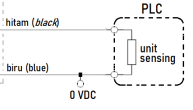 PLC
hitam (black)
unit
sensing
biru (blue)
0 VDC